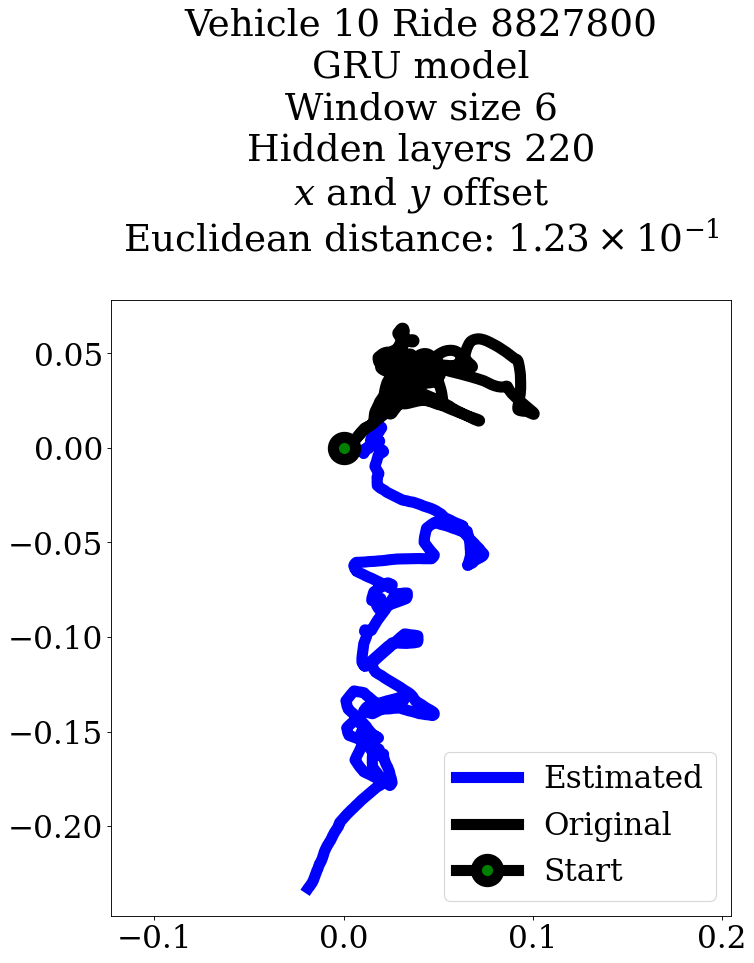 Vehicle 10 Ride 8827800
GRU model
Window size 6
Hidden layers 220
x and y offset
Euclidean distance: 1.23 × 10⁻¹
0.05
0.00
−0.05
−0.10
−0.15
−0.20
Estimated
Original
Start
−0.1 0.0 0.1 0.2